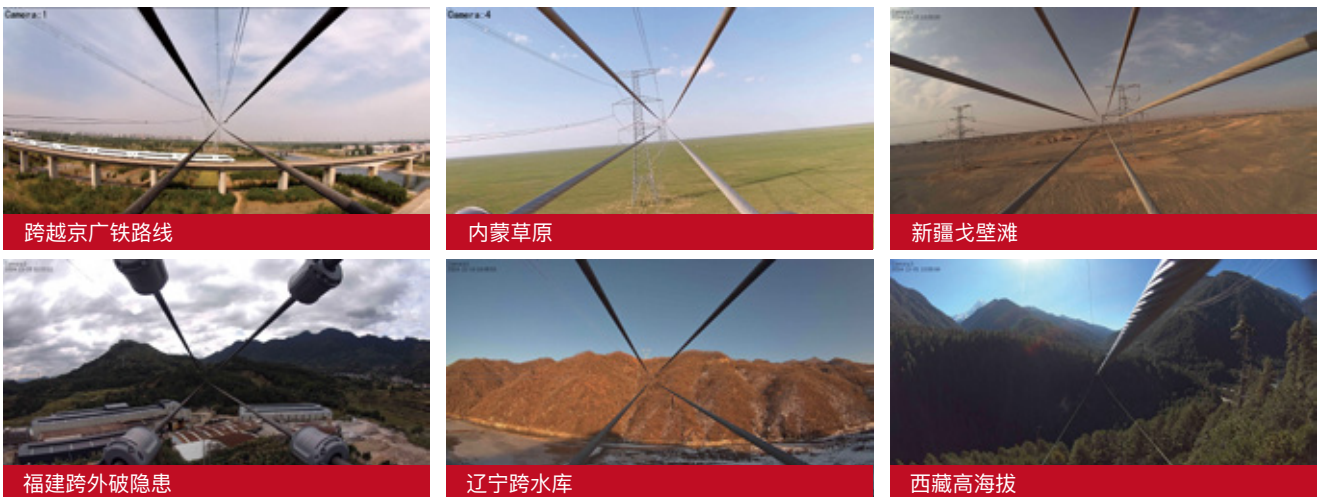 Camera:1
Camera:4
跨越京广铁路线
内蒙草原
新疆戈壁滩
福建跨外破隐患
辽宁跨水库
西藏高海拔